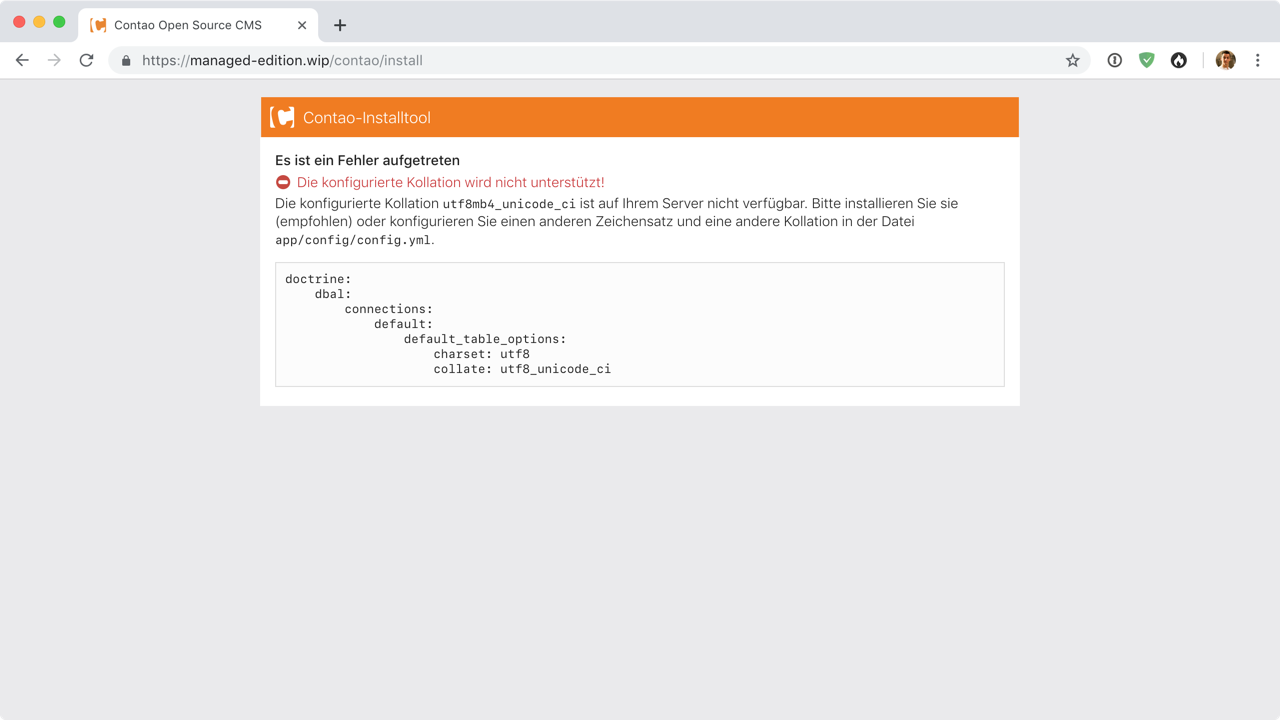 Contao Open Source CMS
https://managed-edition.wip/contao/install
Contao-Installtool
Es ist ein Fehler aufgetreten
Die konfigurierte Kollation wird nicht unterstützt!
Die konfigurierte Kollation utf8mb4_unicode_ci ist auf Ihrem Server nicht verfügbar. Bitte installieren Sie sie
(empfohlen) oder konfigurieren Sie einen anderen Zeichensatz und eine andere Kollation in der Datei
app/config/config.yml.
doctrine:
    dbal:
        connections:
            default:
                default_table_options:
                    charset: utf8
                    collate: utf8_unicode_ci